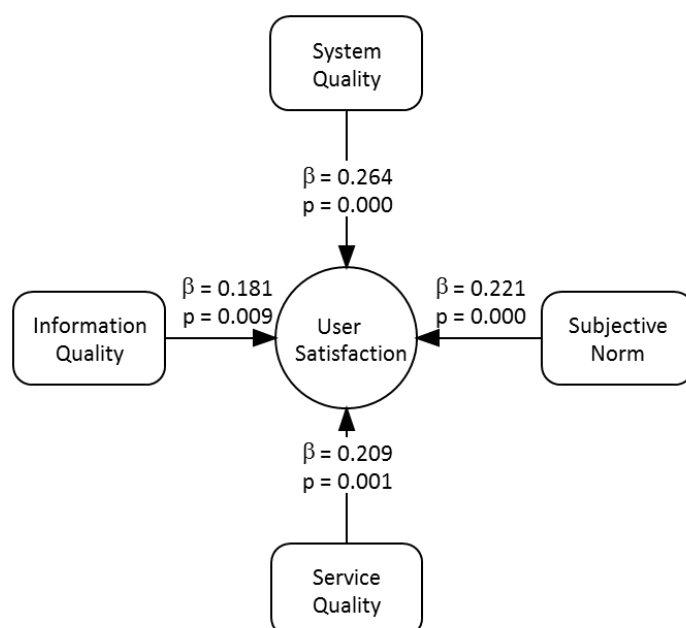 System
Quality
β = 0.264
p = 0.000
β = 0.181
p = 0.009
β = 0.221
p = 0.000
Information
Quality
User
Satisfaction
Subjective
Norm
β = 0.209
p = 0.001
Service
Quality